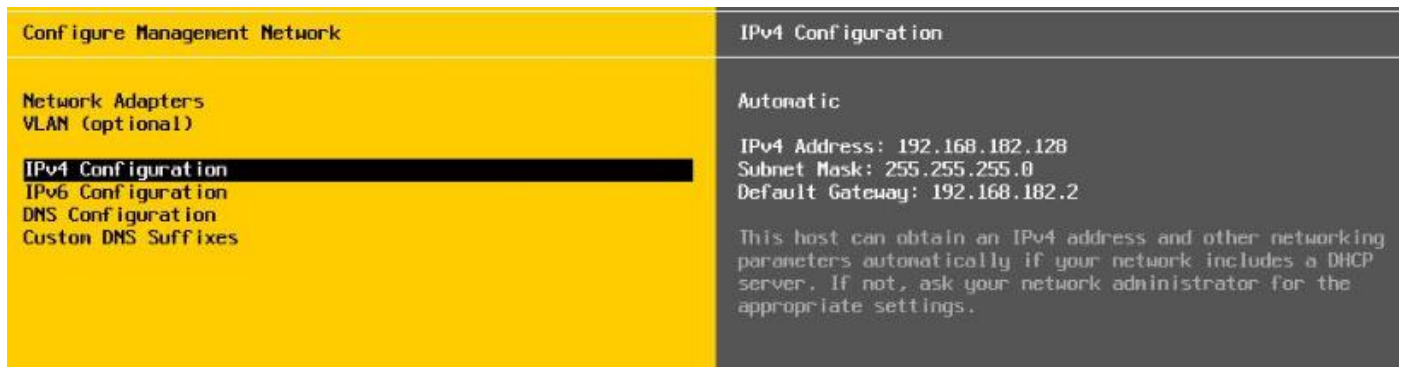 Configure Management Network
Network Adapters
VLAN (optional)
IPv4 Configuration
IPv6 Configuration
DNS Configuration
Custom DNS Suffixes
IPv4 Configuration
Automatic
IPv4 Address: 192.168.182.128
Subnet Mask: 255.255.255.0
Default Gateway: 192.168.182.2
This host can obtain an IPv4 address and other networking
parameters automatically if your network includes a DHCP
server. If not, ask your network administrator for the
appropriate settings.